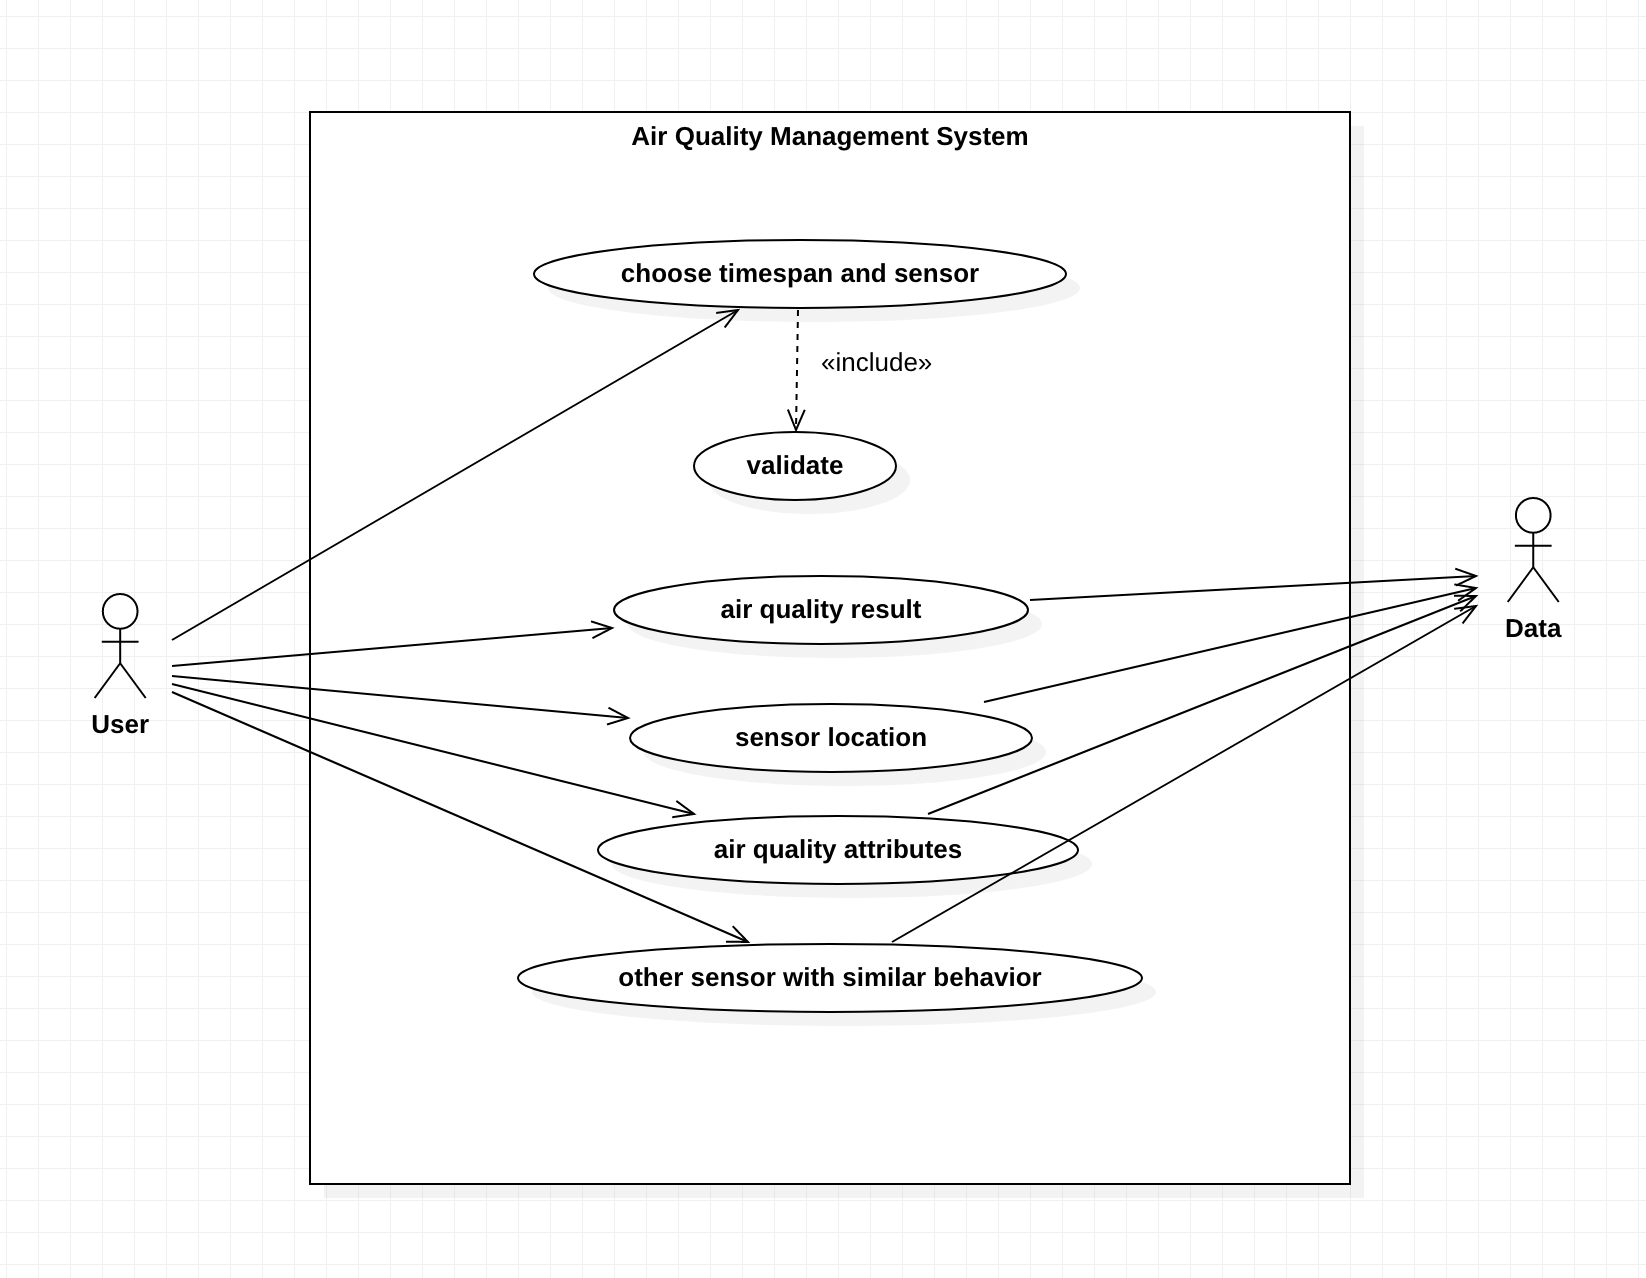 Air Quality Management System
choose timespan and sensor
«include»
validate
air quality result
Data
User
sensor location
air quality attributes
other sensor with similar behavior